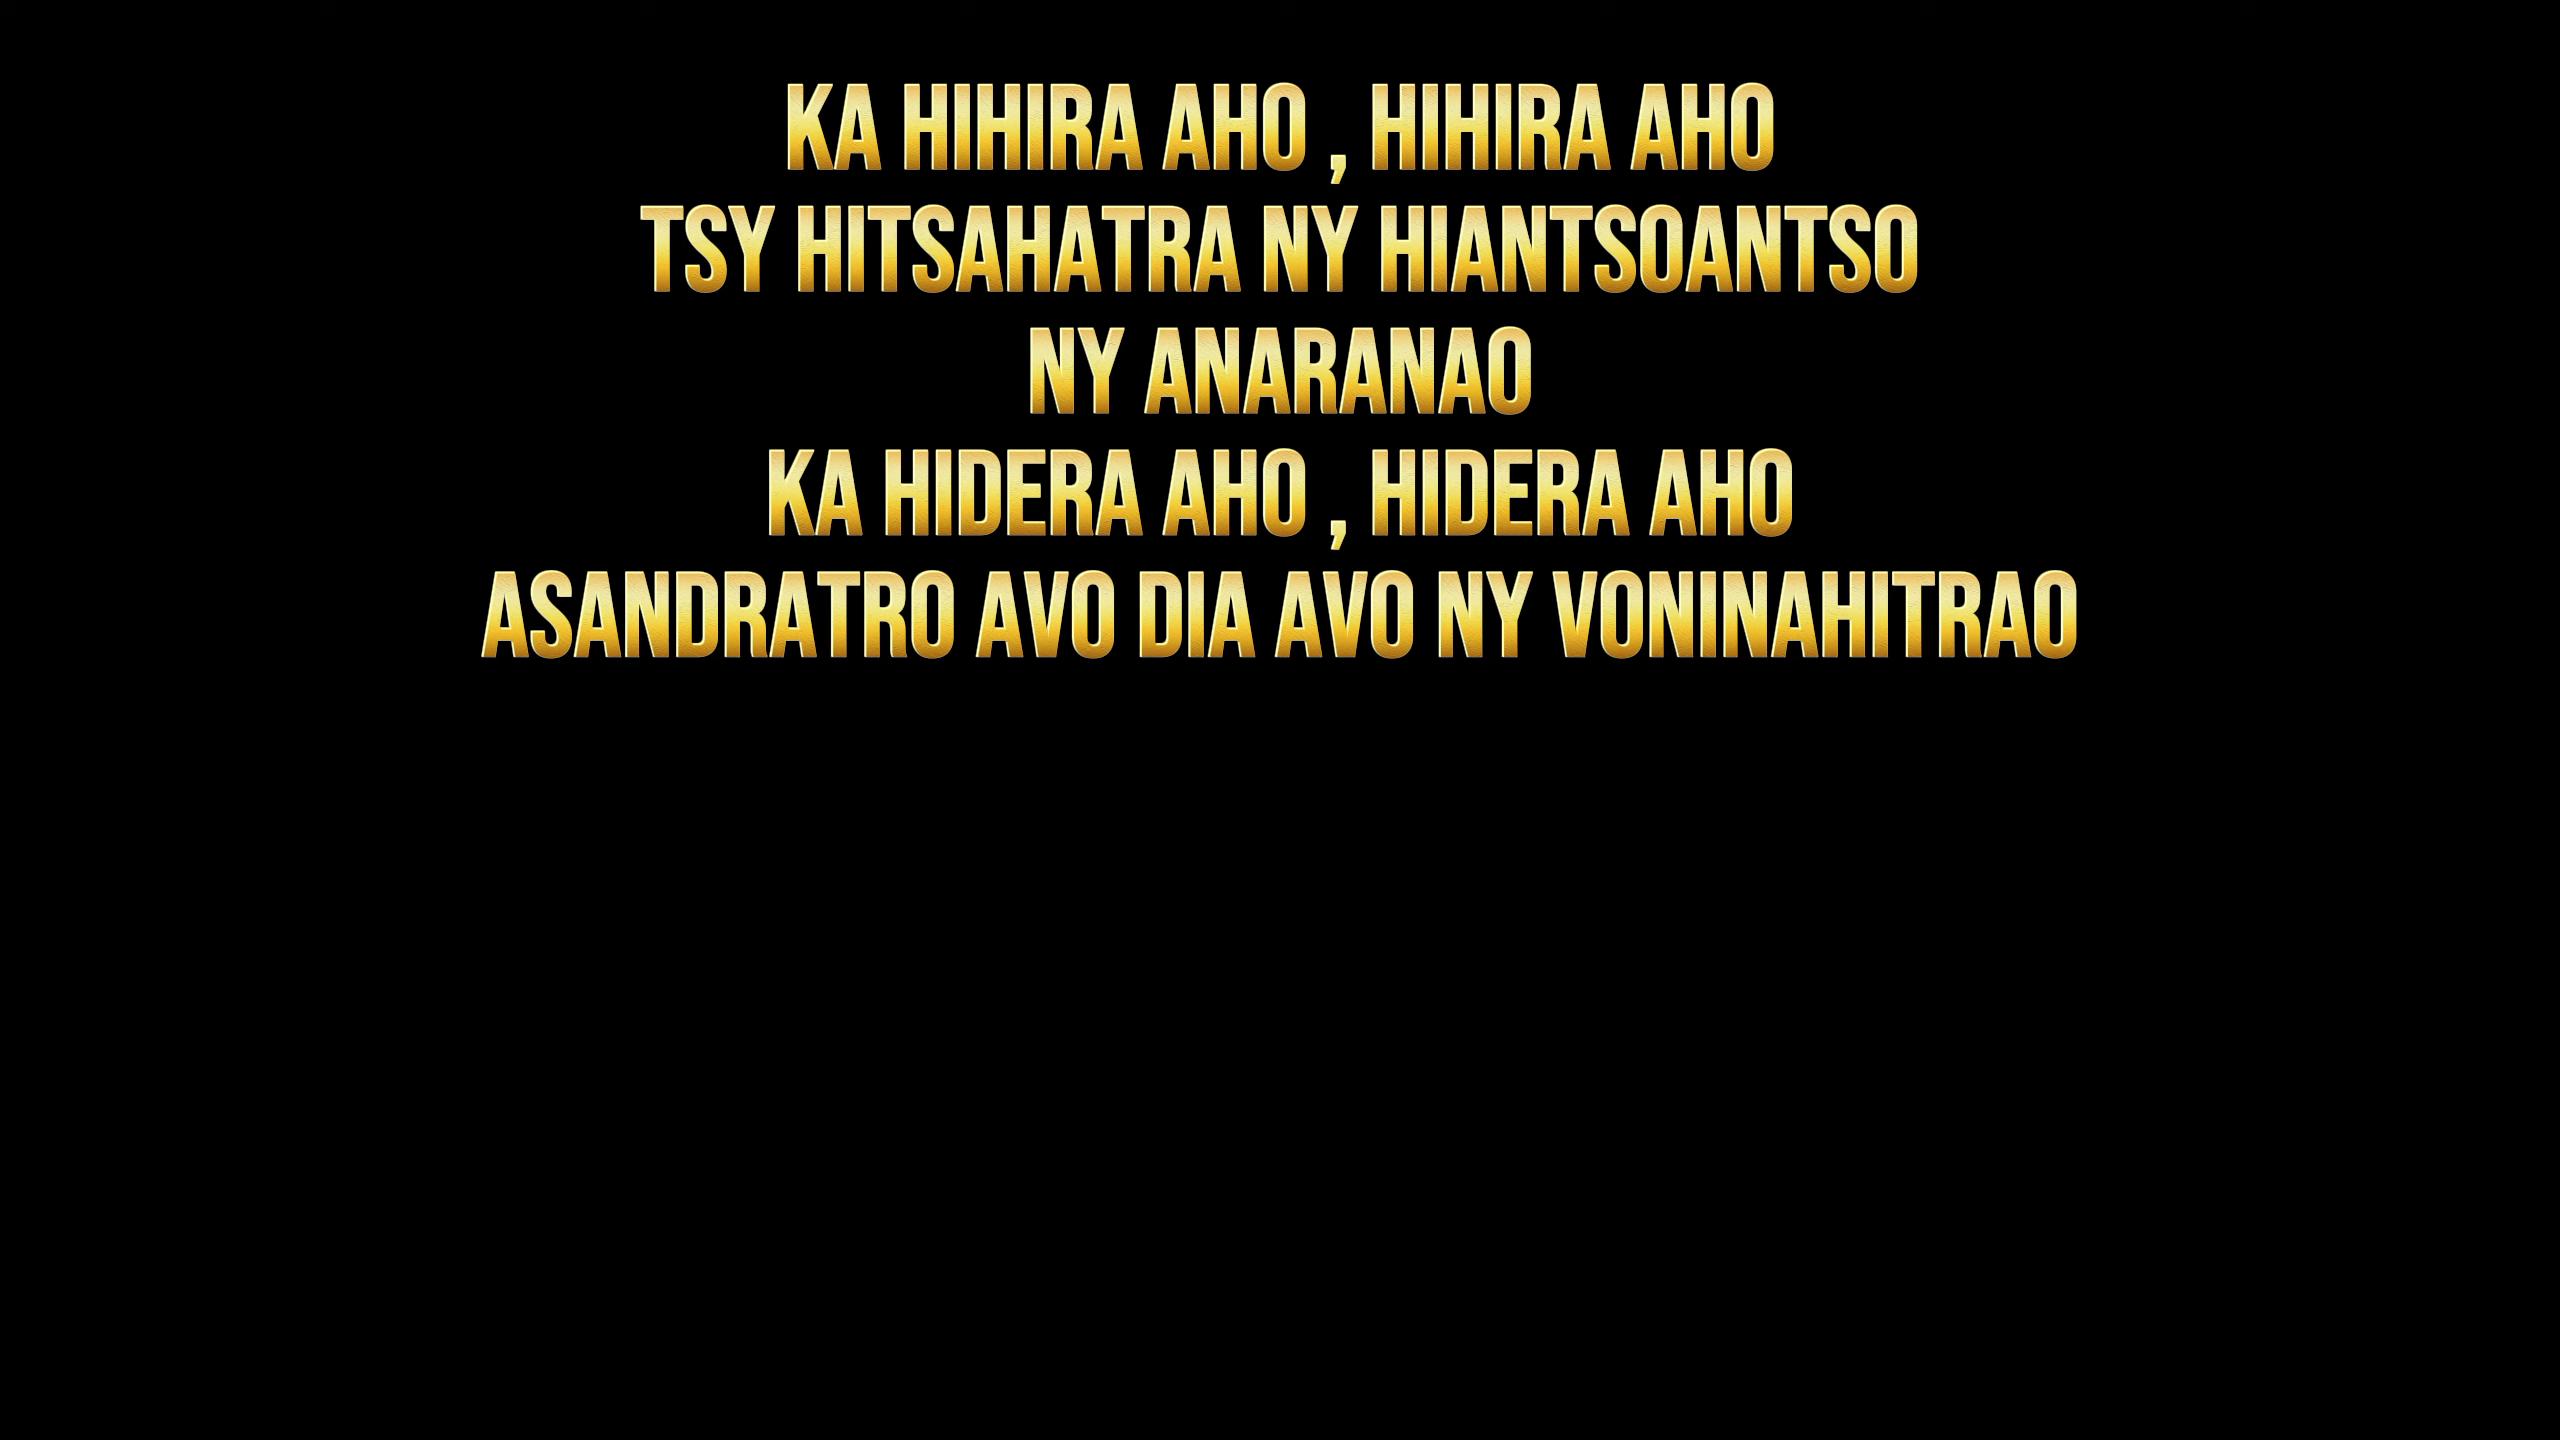 KA HIHIRA AHO , HIHIRA AHO
TSY HITSAHATRA NY HIANTSOANTSO
NY ANARANAO
KA HIDERA AHO , HIDERA AHO
ASANDRATRO AVO DIA AVO NY VONINAHITRAO